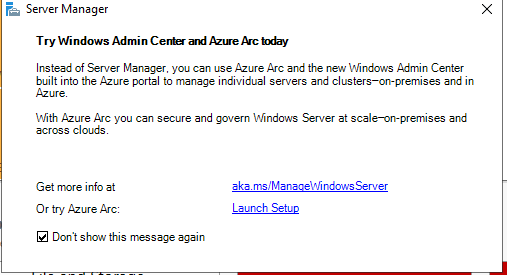 Server Manager
Try Windows Admin Center and Azure Arc today
Instead of Server Manager, you can use Azure Arc and the new Windows Admin Center
built into the Azure portal to manage individual servers and clusters—on-premises and in
Azure.
With Azure Arc you can secure and govern Windows Server at scale—on-premises and
across clouds.
Get more info at aka.ms/ManageWindowsServer
Or try Azure Arc: Launch Setup
Don't show this message again